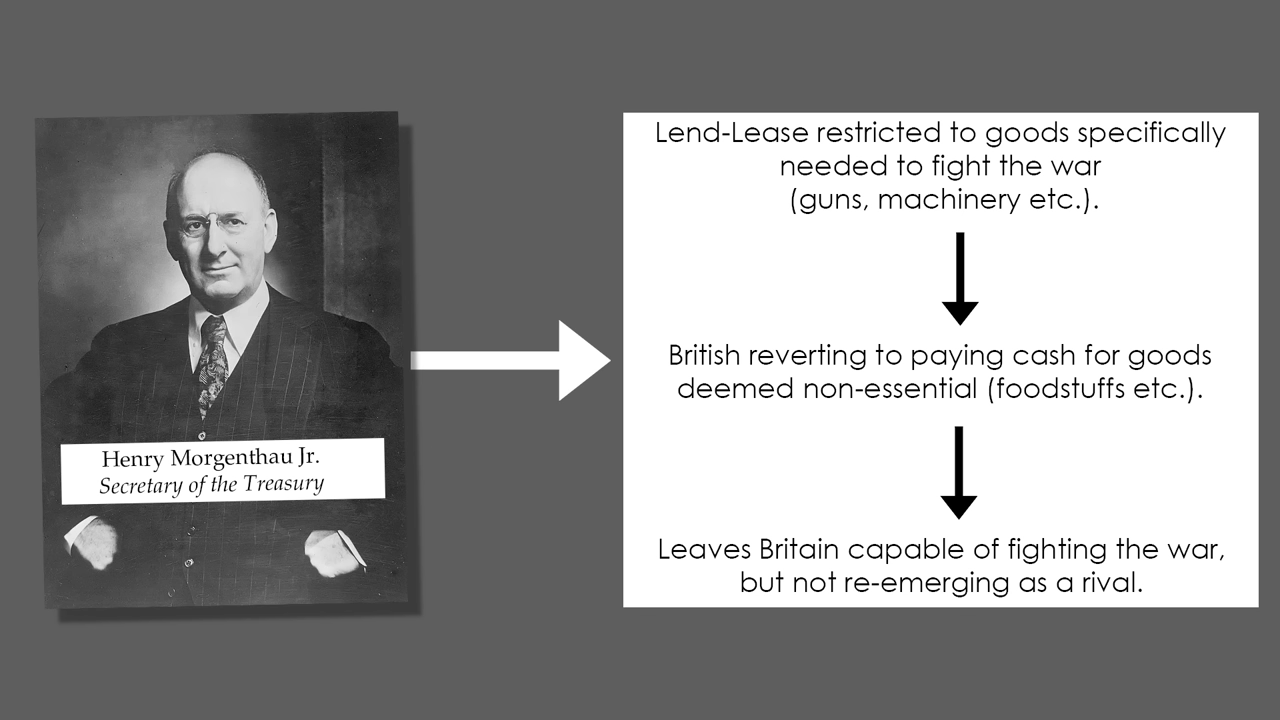 Henry Morgenthau Jr.
Secretary of the Treasury
Lend-Lease restricted to goods specifically
needed to fight the war
(guns, machinery etc.).
British reverting to paying cash for goods
deemed non-essential (foodstuffs etc.).
Leaves Britain capable of fighting the war,
but not re-emerging as a rival.